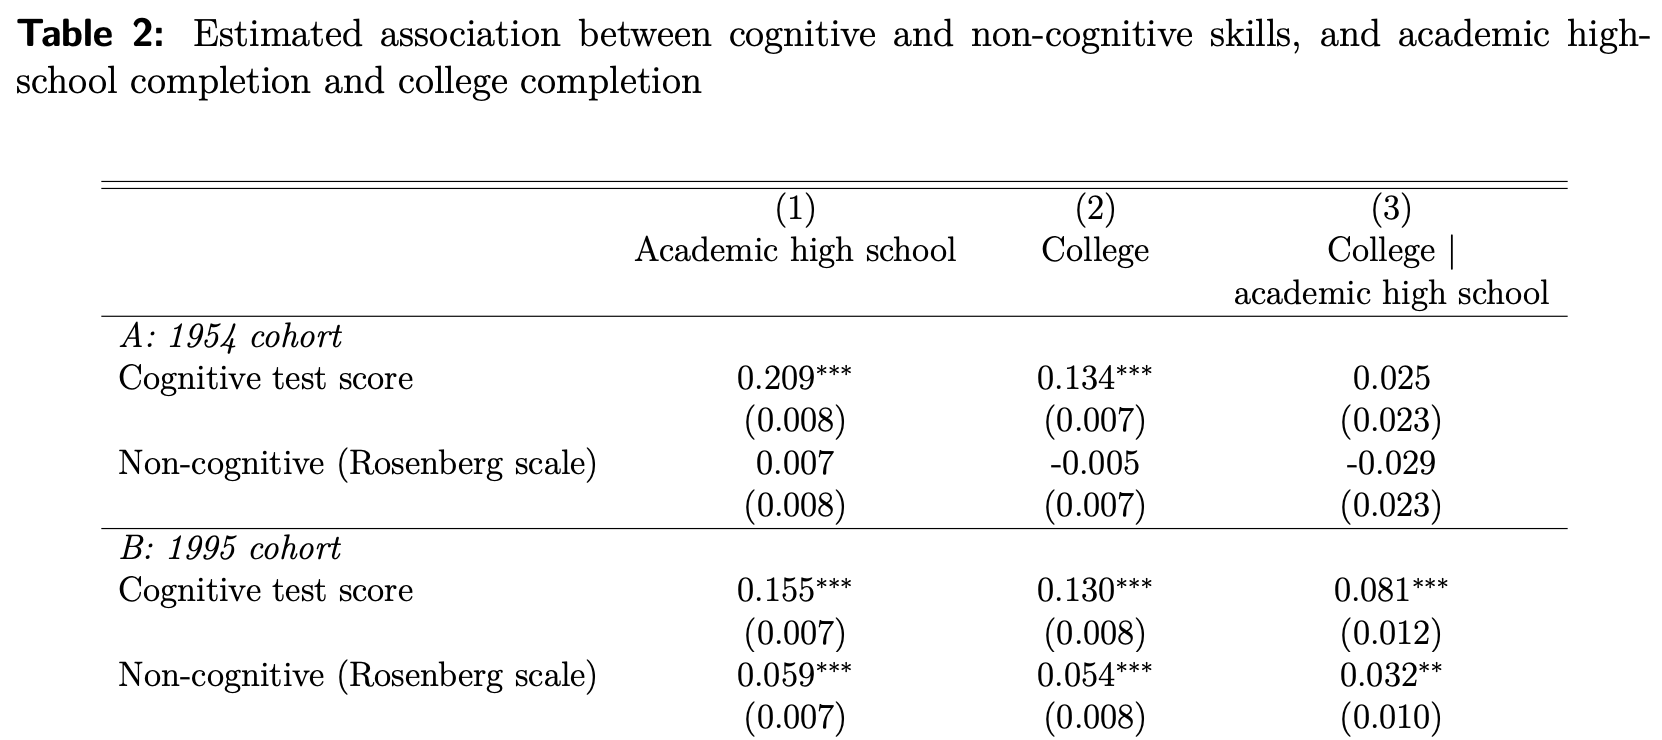 Table 2: Estimated association between cognitive and non-cognitive skills, and academic high-
school completion and college completion
(1) (2) (3)
Academic high school College College |
academic high school
A: 1954 cohort
Cognitive test score 0.209*** 0.134*** 0.025
(0.008) (0.007) (0.023)
Non-cognitive (Rosenberg scale) 0.007 -0.005 -0.029
(0.008) (0.007) (0.023)
B: 1995 cohort
Cognitive test score 0.155*** 0.130*** 0.081***
(0.007) (0.008) (0.012)
Non-cognitive (Rosenberg scale) 0.059*** 0.054*** 0.032**
(0.007) (0.008) (0.010)